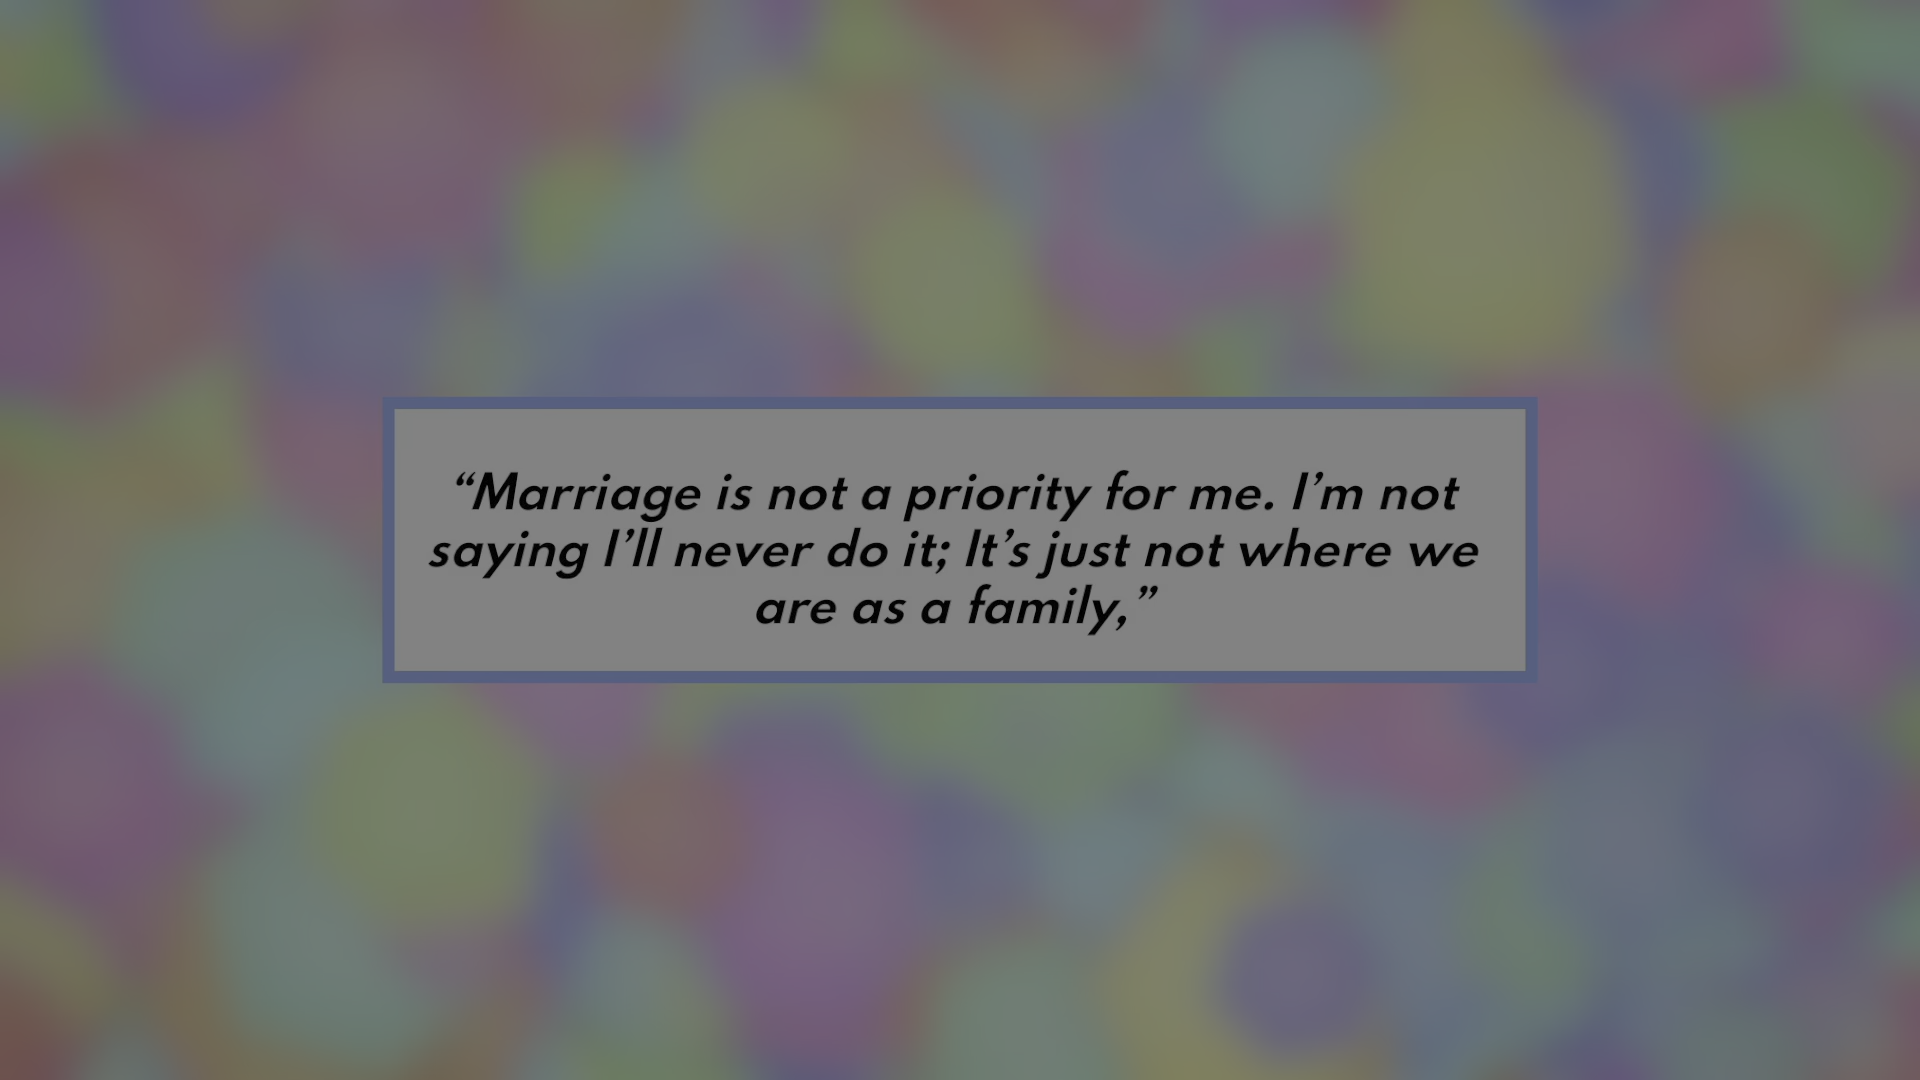 “Marriage is not a priority for me. I’m not
saying I’ll never do it; It’s just not where we
are as a family,”